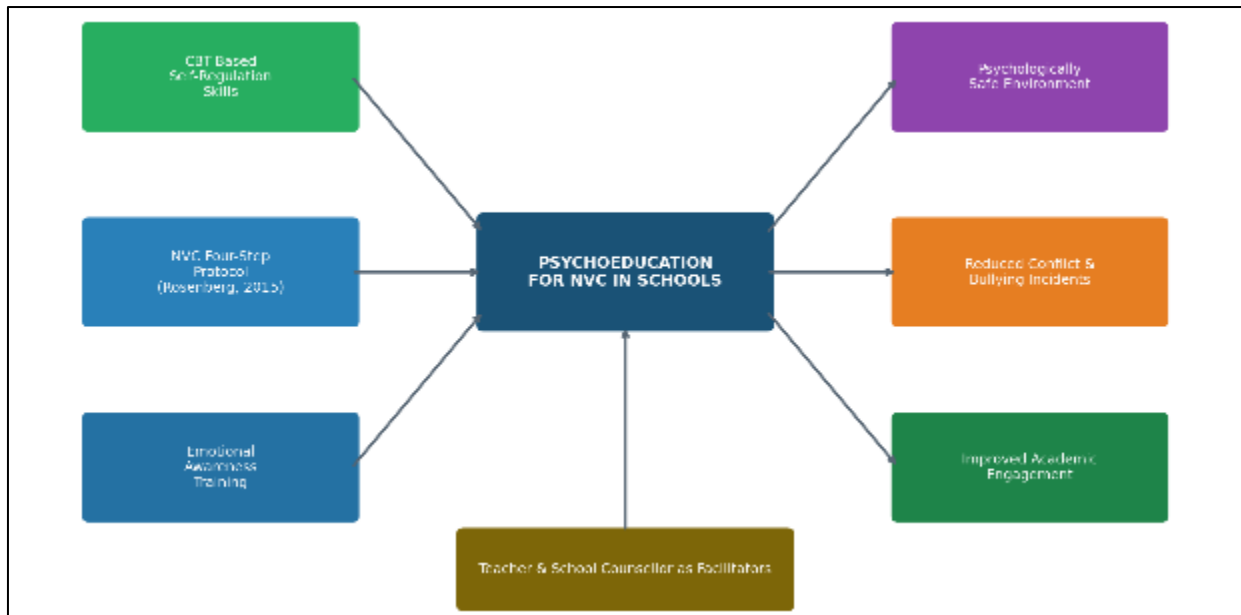 CBT Based
Self-Regulation
Skills
Psychologically
Safe Environment
NVC Four-Step
Protocol
(Rosenberg, 2015)
PSYCHOEDUCATION
FOR NVC IN SCHOOLS
Reduced Conflict &
Bullying Incidents
Emotional
Awareness
Training
Improved Academic
Engagement
Teacher & School Counsellor as Facilitators